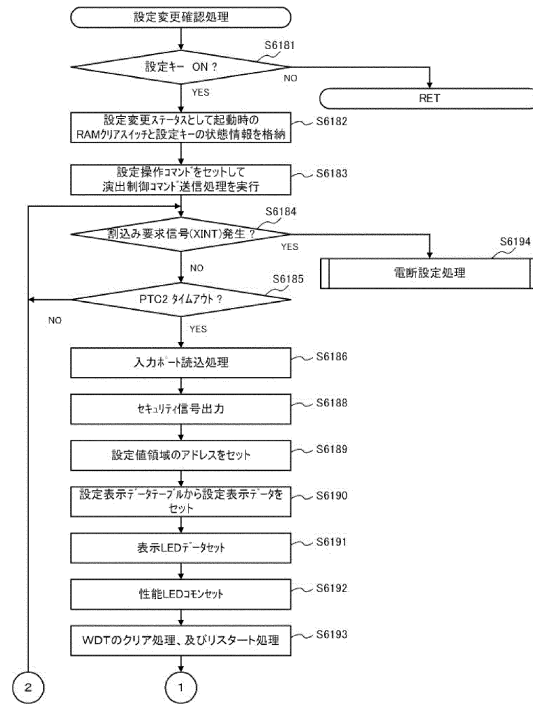 設定変更確認処理
S6181
設定キー ON？
NO
YES
RET
設定変更ステータスとして起動時の
RAMクリアスイッチと設定キーの状態情報を格納
S6182
設定操作コマンドをセットして
演出制御コマンド送信処理を実行
S6183
S6184
割込み要求信号(XINT)発生？
YES
NO
S6194
電断設定処理
S6185
PTC2 タイムアウト？
NO
YES
入力ポート読込処理
S6186
セキュリティ信号出力
S6188
設定値領域のアドレスをセット
S6189
設定表示データテーブルから設定表示データを
セット
S6190
表示LEDデータセット
S6191
性能LEDコモンセット
S6192
WDTのクリア処理、及びリスタート処理
S6193
2
1